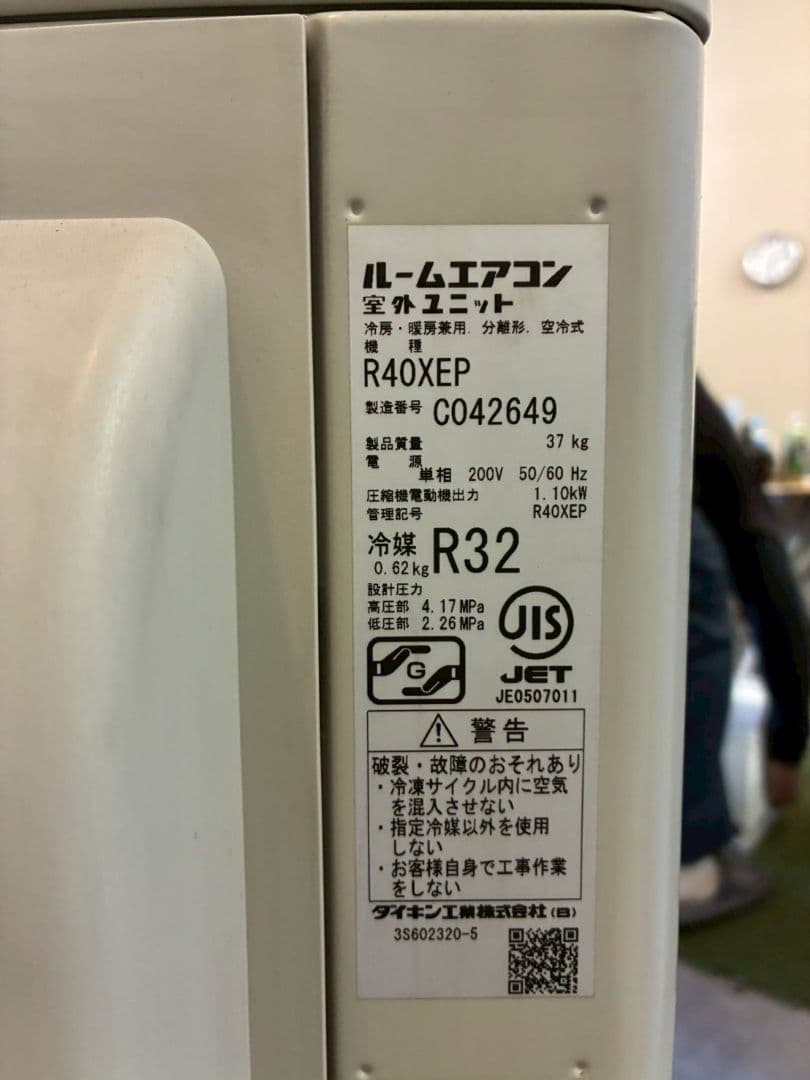 ルームエアコン
室外ユニット
冷房・暖房兼用. 分離形. 空冷式
機 種
R40XEP
製造番号 C042649
製品質量 37 kg
電 源
単相 200V 50/60 Hz
圧縮機電動機出力 1.10kW
管理記号 R40XEP
冷媒 R32
0.62kg
設計圧力
高圧部 4.17MPa
低圧部 2.26MPa
JIS
G
JET
JE0507011
警告
破裂・故障のおそれあり
・冷凍サイクル内に空気
を混入させない
・指定冷媒以外を使用
しない
・お客様自身で工事作業
をしない
ダイキン工業株式会社(B)
3S602320-5